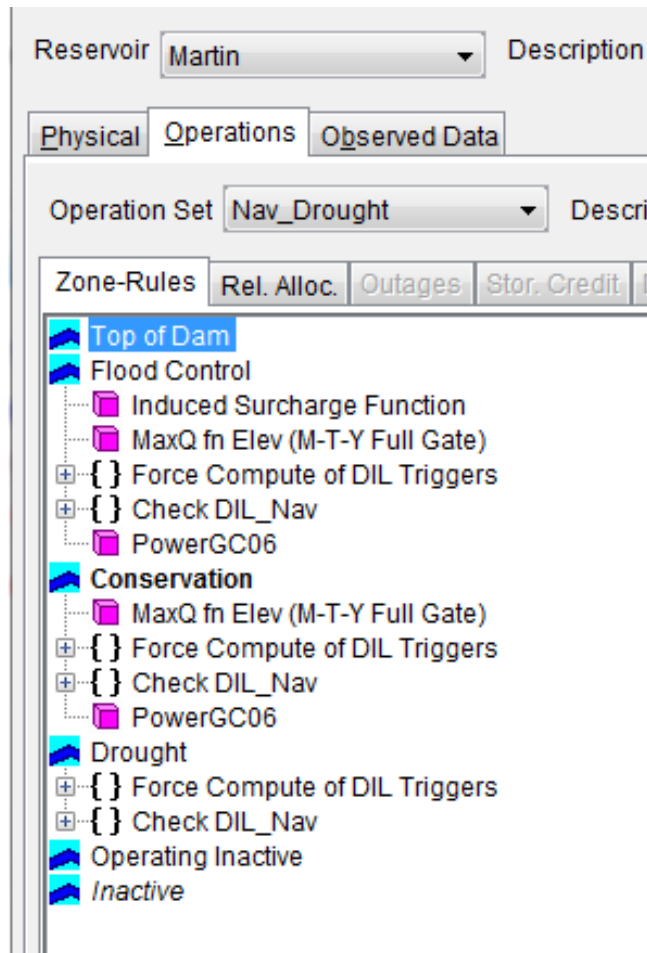 Reservoir Martin Description
Physical Operations Observed Data
Operation Set Nav_Drought Descri
Zone-Rules Rel. Alloc. Outages Stor. Credit
Top of Dam
Flood Control
Induced Surcharge Function
MaxQ fn Elev (M-T-Y Full Gate)
{ } Force Compute of DIL Triggers
{ } Check DIL_Nav
PowerGC06
Conservation
MaxQ fn Elev (M-T-Y Full Gate)
{ } Force Compute of DIL Triggers
{ } Check DIL_Nav
PowerGC06
Drought
{ } Force Compute of DIL Triggers
{ } Check DIL_Nav
Operating Inactive
Inactive